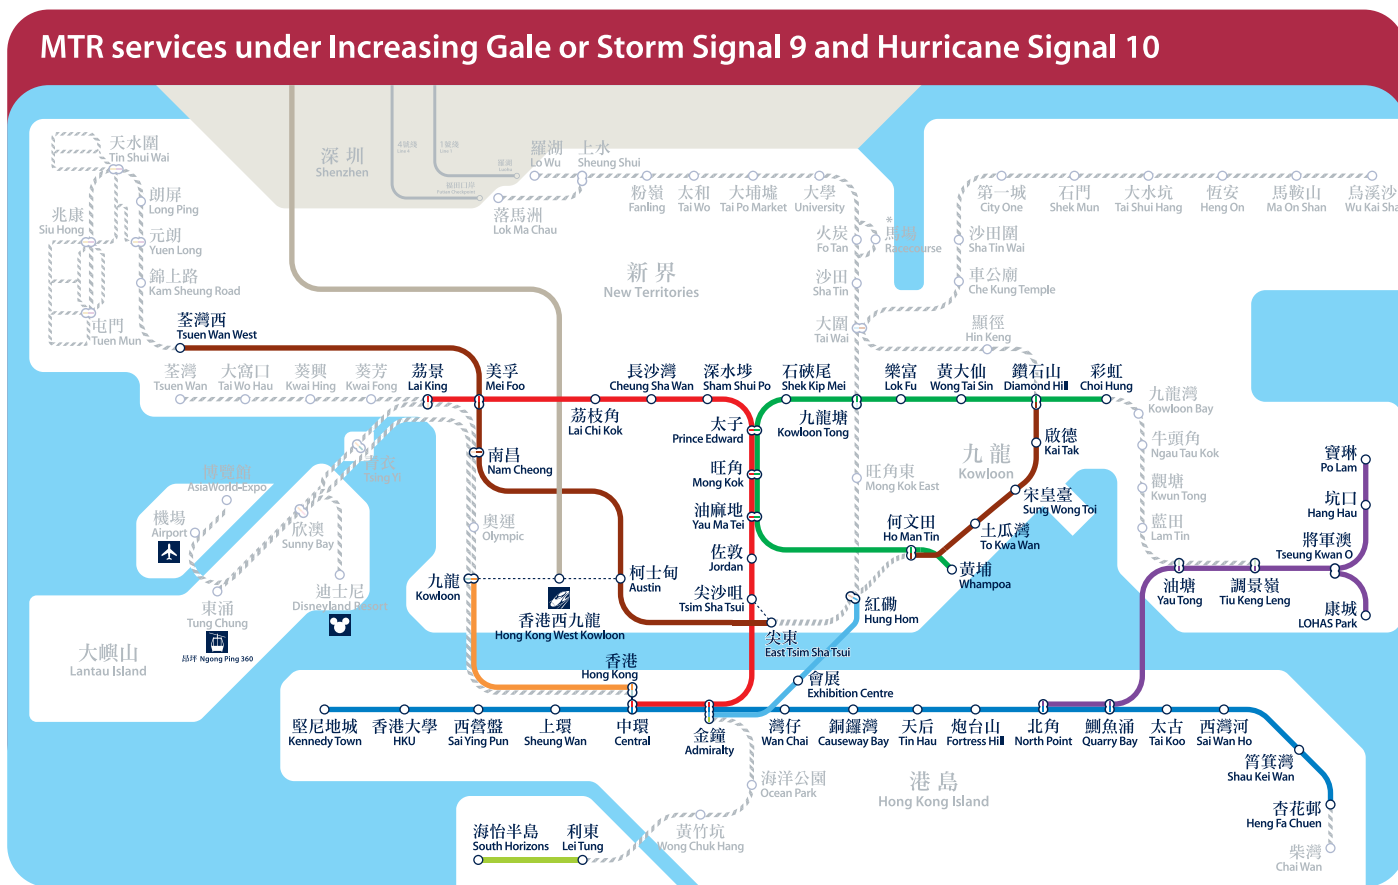 MTR services under Increasing Gale or Storm Signal 9 and Hurricane Signal 10
天水圍
Tin Shui Wai
朗屏
Long Ping
兆康
Siu Hong
元朗
Yuen Long
錦上路
Kam Sheung Road
屯門
Tuen Mun
荃灣西
Tsuen Wan West
深圳
Shenzhen
羅湖
Lo Wu
上水
Sheung Shui
落馬洲
Lok Ma Chau
粉嶺
Fanling
太和
Tai Wo
大埔墟
Tai Po Market
大學
University
火炭
Fo Tan
*
馬場
Racecourse
沙田
Sha Tin
大圍
Tai Wai
新界
New Territories
第一城
City One
石門
Shek Mun
大水坑
Tai Shui Hang
恆安
Heng On
馬鞍山
Ma On Shan
烏溪沙
Wu Kai Sha
沙田圍
Sha Tin Wai
車公廟
Che Kung Temple
顯徑
Hin Keng
荃灣
Tsuen Wan
大窩口
Tai Wo Hau
葵興
Kwai Hing
葵芳
Kwai Fong
荔景
Lai King
美孚
Mei Foo
荔枝角
Lai Chi Kok
長沙灣
Cheung Sha Wan
深水埗
Sham Shui Po
石硤尾
Shek Kip Mei
九龍塘
Kowloon Tong
樂富
Lok Fu
黃大仙
Wong Tai Sin
鑽石山
Diamond Hill
彩虹
Choi Hung
九龍灣
Kowloon Bay
牛頭角
Ngau Tau Kok
觀塘
Kwun Tong
藍田
Lam Tin
太子
Prince Edward
旺角
Mong Kok
油麻地
Yau Ma Tei
佐敦
Jordan
尖沙咀
Tsim Sha Tsui
尖東
East Tsim Sha Tsui
旺角東
Mong Kok East
九龍
Kowloon
啟德
Kai Tak
宋皇臺
Sung Wong Toi
土瓜灣
To Kwa Wan
何文田
Ho Man Tin
黃埔
Whampoa
紅磡
Hung Hom
會展
Exhibition Centre
南昌
Nam Cheong
奧運
Olympic
九龍
Kowloon
柯士甸
Austin
香港西九龍
Hong Kong West Kowloon
青衣
Tsing Yi
博覽館
AsiaWorld-Expo
機場
Airport
欣澳
Sunny Bay
迪士尼
Disneyland Resort
東涌
Tung Chung
昂坪 Ngong Ping 360
大嶼山
Lantau Island
寶琳
Po Lam
坑口
Hang Hau
將軍澳
Tseung Kwan O
康城
LOHAS Park
調景嶺
Tiu Keng Leng
油塘
Yau Tong
香港
Hong Kong
堅尼地城
Kennedy Town
香港大學
HKU
西營盤
Sai Ying Pun
上環
Sheung Wan
中環
Central
金鐘
Admiralty
灣仔
Wan Chai
銅鑼灣
Causeway Bay
天后
Tin Hau
炮台山
Fortress Hill
北角
North Point
鰂魚涌
Quarry Bay
太古
Tai Koo
西灣河
Sai Wan Ho
筲箕灣
Shau Kei Wan
杏花邨
Heng Fa Chuen
柴灣
Chai Wan
港島
Hong Kong Island
海洋公園
Ocean Park
黃竹坑
Wong Chuk Hang
利東
Lei Tung
海怡半島
South Horizons